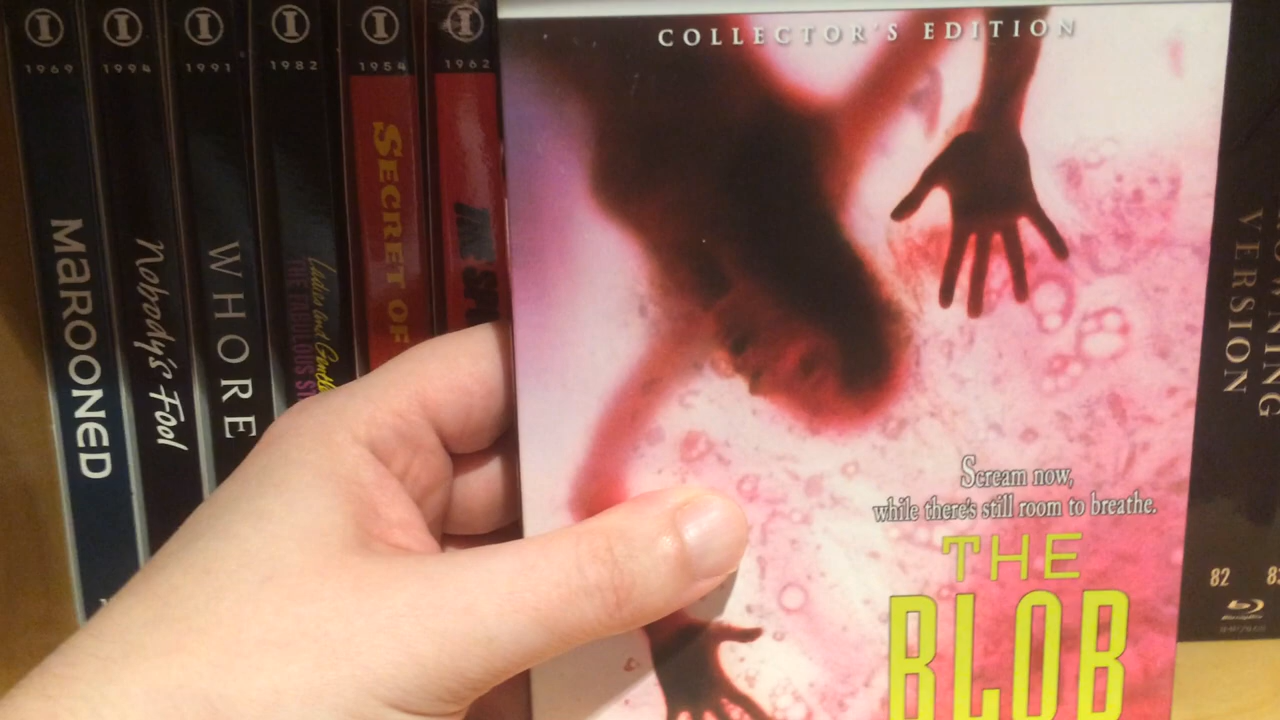 1969
MAROONED
1994
Nobody's Fool
1991
WHORE
1982
Ladies and
THE FABULOUS
1954
SECRET OF
1962
COLLECTOR'S EDITION
Scream now,
while there's still room to breathe.
THE
BLOB
VERSION
82